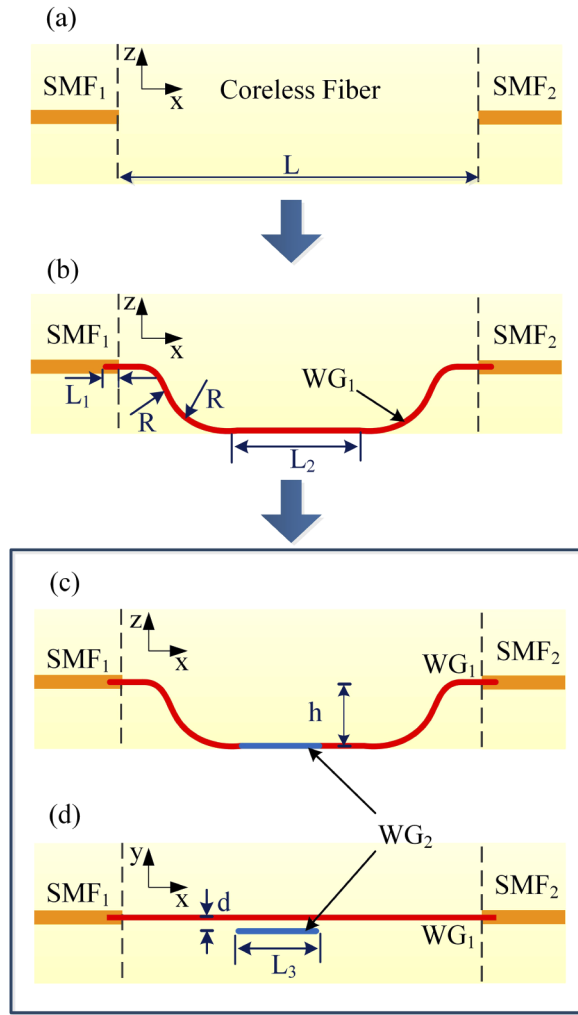 (a)
z
x
SMF₁
Coreless Fiber
SMF₂
L
(b)
z
x
SMF₁
SMF₂
L₁
R
R
WG₁
L₂
(c)
z
x
SMF₁
WG₁
SMF₂
h
(d)
WG₂
y
x
SMF₁
d
SMF₂
WG₁
L₃